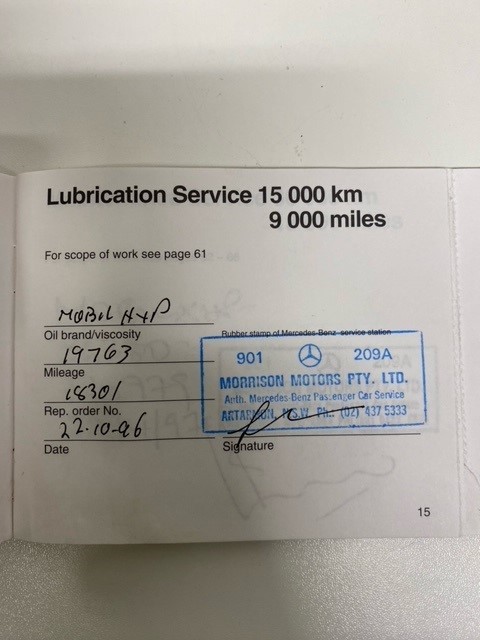 Lubrication Service 15 000 km
9 000 miles
For scope of work see page 61
MOBIL HXP
Oil brand/viscosity
Rubber stamp of Mercedes-Benz service station
19763
Mileage
18301
Rep. order No.
22.10-96
Date
901 209A
MORRISON MOTORS PTY. LTD.
Auth. Mercedes-Benz Passenger Car Service
ARTARMON, N.S.W. Ph. (02) 437 5333
Signature
15